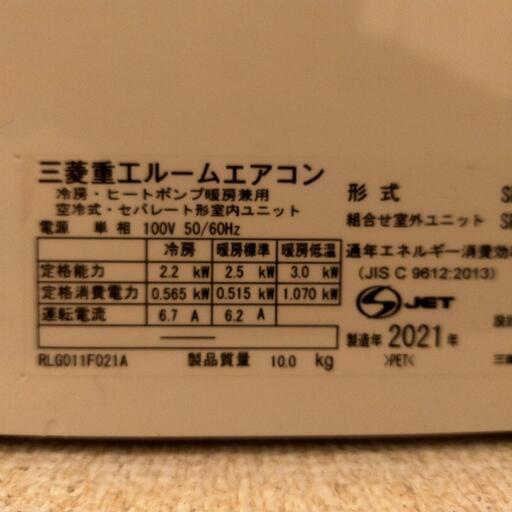 三菱重工ルームエアコン
冷房・ヒートポンプ暖房兼用
空冷式・セパレート形室内ユニット
電源 単相 100V 50/60Hz
冷房 暖房標準 暖房低温
定格能力 2.2 kW 2.5 kW 3.0 kW
定格消費電力 0.565 kW 0.515 kW 1.070 kW
運転電流 6.7 A 6.2 A
RLG011F021A 製品質量 10.0 kg
形式 S
組合せ室外ユニット S
通年エネルギー消費効
(JIS C 9612:2013)
JET
製造年 2021年
>PET<
設
三